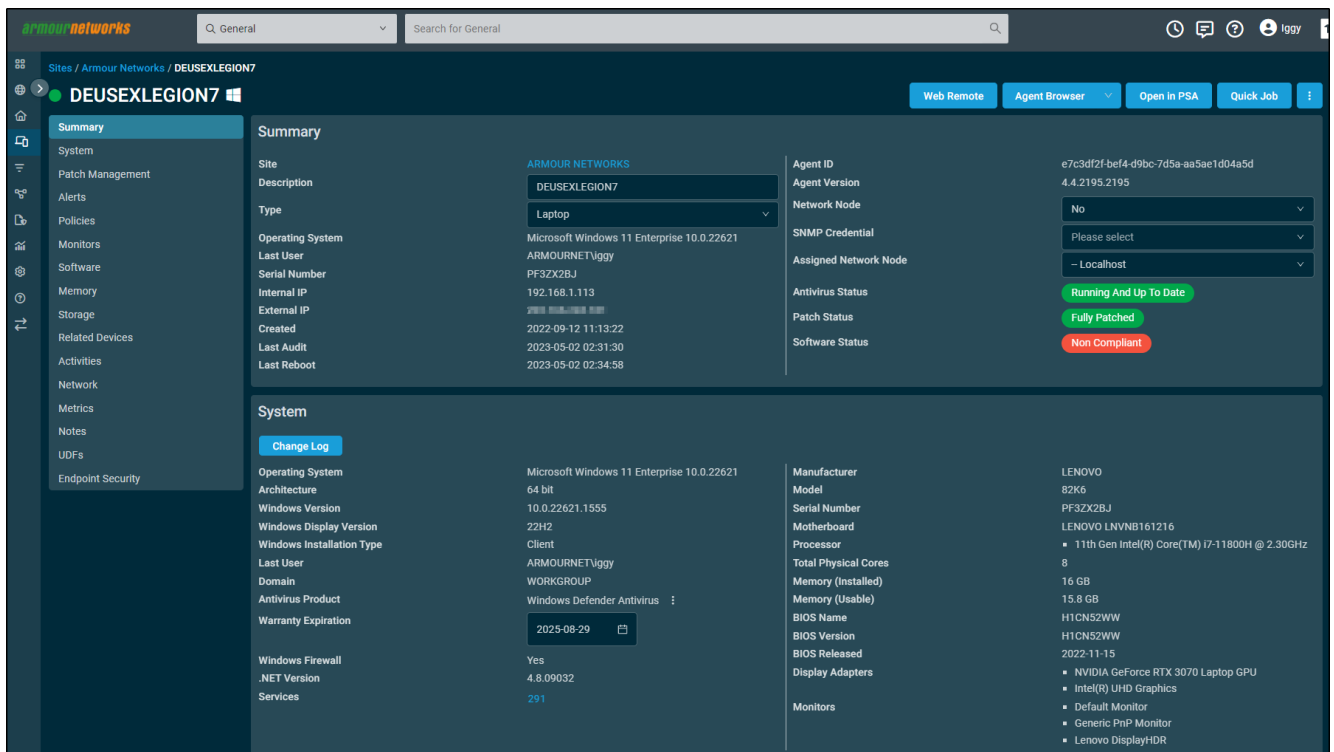 armournetworks
General
Search for General
Iggy
Sites / Armour Networks / DEUSEXLEGION7
DEUSEXLEGION7
Web Remote
Agent Browser
Open in PSA
Quick Job
Summary
System
Patch Management
Alerts
Policies
Monitors
Software
Memory
Storage
Related Devices
Activities
Network
Metrics
Notes
UDFs
Endpoint Security
Summary
Site ARMOUR NETWORKS
Description DEUSEXLEGION7
Type Laptop
Operating System Microsoft Windows 11 Enterprise 10.0.22621
Last User ARMOURNET\iggy
Serial Number PF3ZX2BJ
Internal IP 192.168.1.113
External IP
Created 2022-09-12 11:13:22
Last Audit 2023-05-02 02:31:30
Last Reboot 2023-05-02 02:34:58
Agent ID e7c3df2f-bef4-d9bc-7d5a-aa5ae1d04a5d
Agent Version 4.4.2195.2195
Network Node No
SNMP Credential Please select
Assigned Network Node -- Localhost
Antivirus Status Running And Up To Date
Patch Status Fully Patched
Software Status Non Compliant
System
Change Log
Operating System Microsoft Windows 11 Enterprise 10.0.22621
Architecture 64 bit
Windows Version 10.0.22621.1555
Windows Display Version 22H2
Windows Installation Type Client
Last User ARMOURNET\iggy
Domain WORKGROUP
Antivirus Product Windows Defender Antivirus
Warranty Expiration 2025-08-29
Windows Firewall Yes
.NET Version 4.8.09032
Services 291
Manufacturer LENOVO
Model 82K6
Serial Number PF3ZX2BJ
Motherboard LENOVO LNVNB161216
Processor ▪ 11th Gen Intel(R) Core(TM) i7-11800H @ 2.30GHz
Total Physical Cores 8
Memory (Installed) 16 GB
Memory (Usable) 15.8 GB
BIOS Name H1CN52WW
BIOS Version H1CN52WW
BIOS Released 2022-11-15
Display Adapters ▪ NVIDIA GeForce RTX 3070 Laptop GPU
▪ Intel(R) UHD Graphics
Monitors ▪ Default Monitor
▪ Generic PnP Monitor
▪ Lenovo DisplayHDR